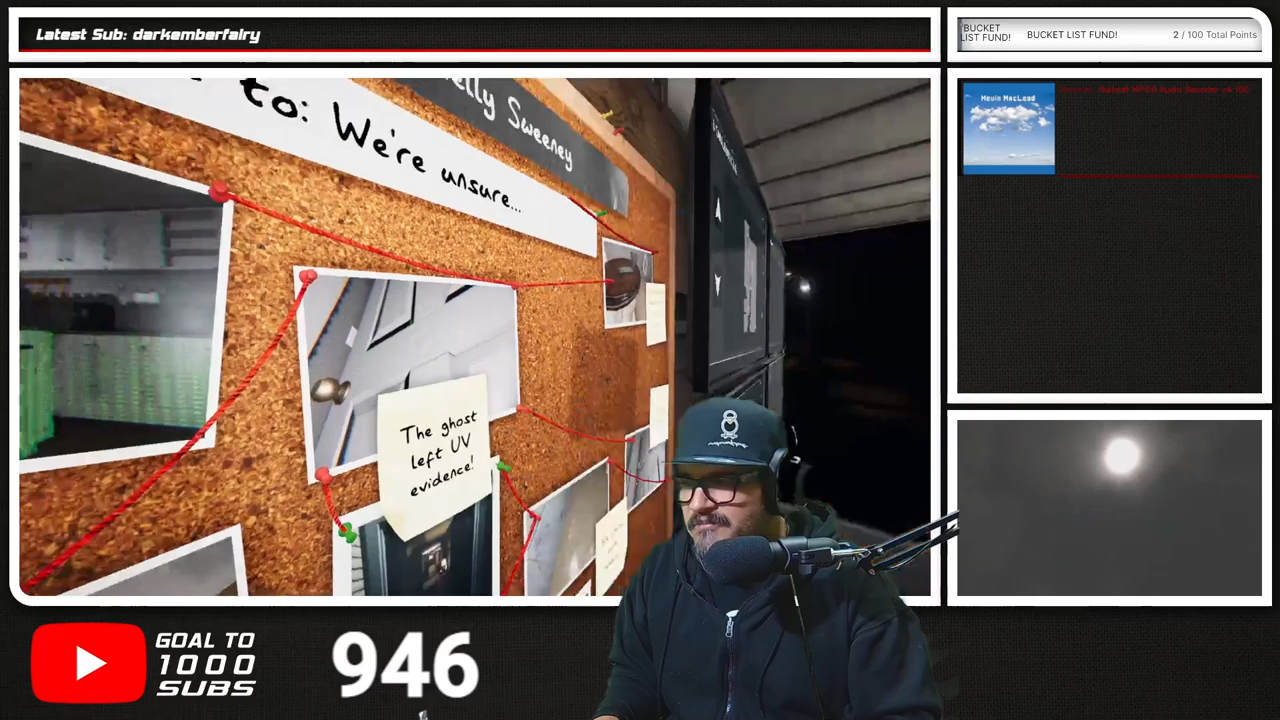 Latest Sub: darkemberfairy
BUCKET
LIST FUND!
BUCKET LIST FUND!
2 / 100 Total Points
to: We're unsure...
elly Sweeney
Kevin MacLeod
The ghost
left UV
evidence!
GOAL TO
1000
SUBS
946